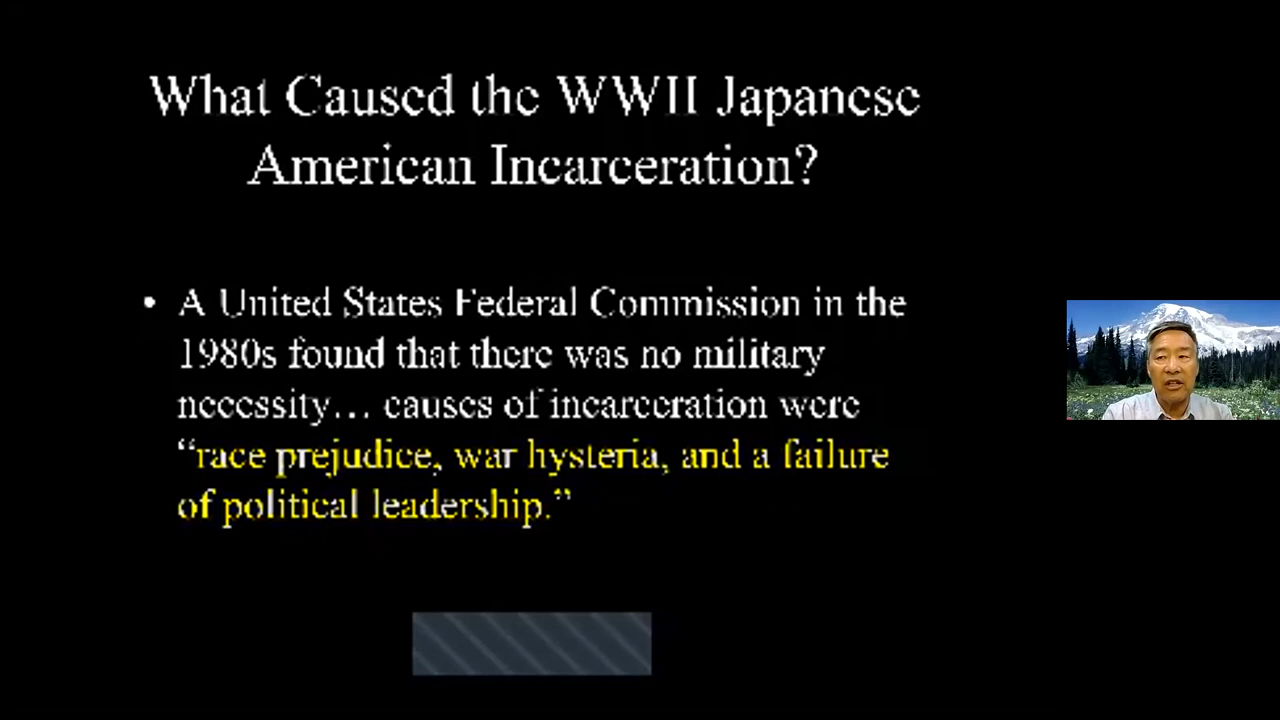 What Caused the WWII Japanese
American Incarceration?
• A United States Federal Commission in the
1980s found that there was no military
necessity… causes of incarceration were
“race prejudice, war hysteria, and a failure
of political leadership.”